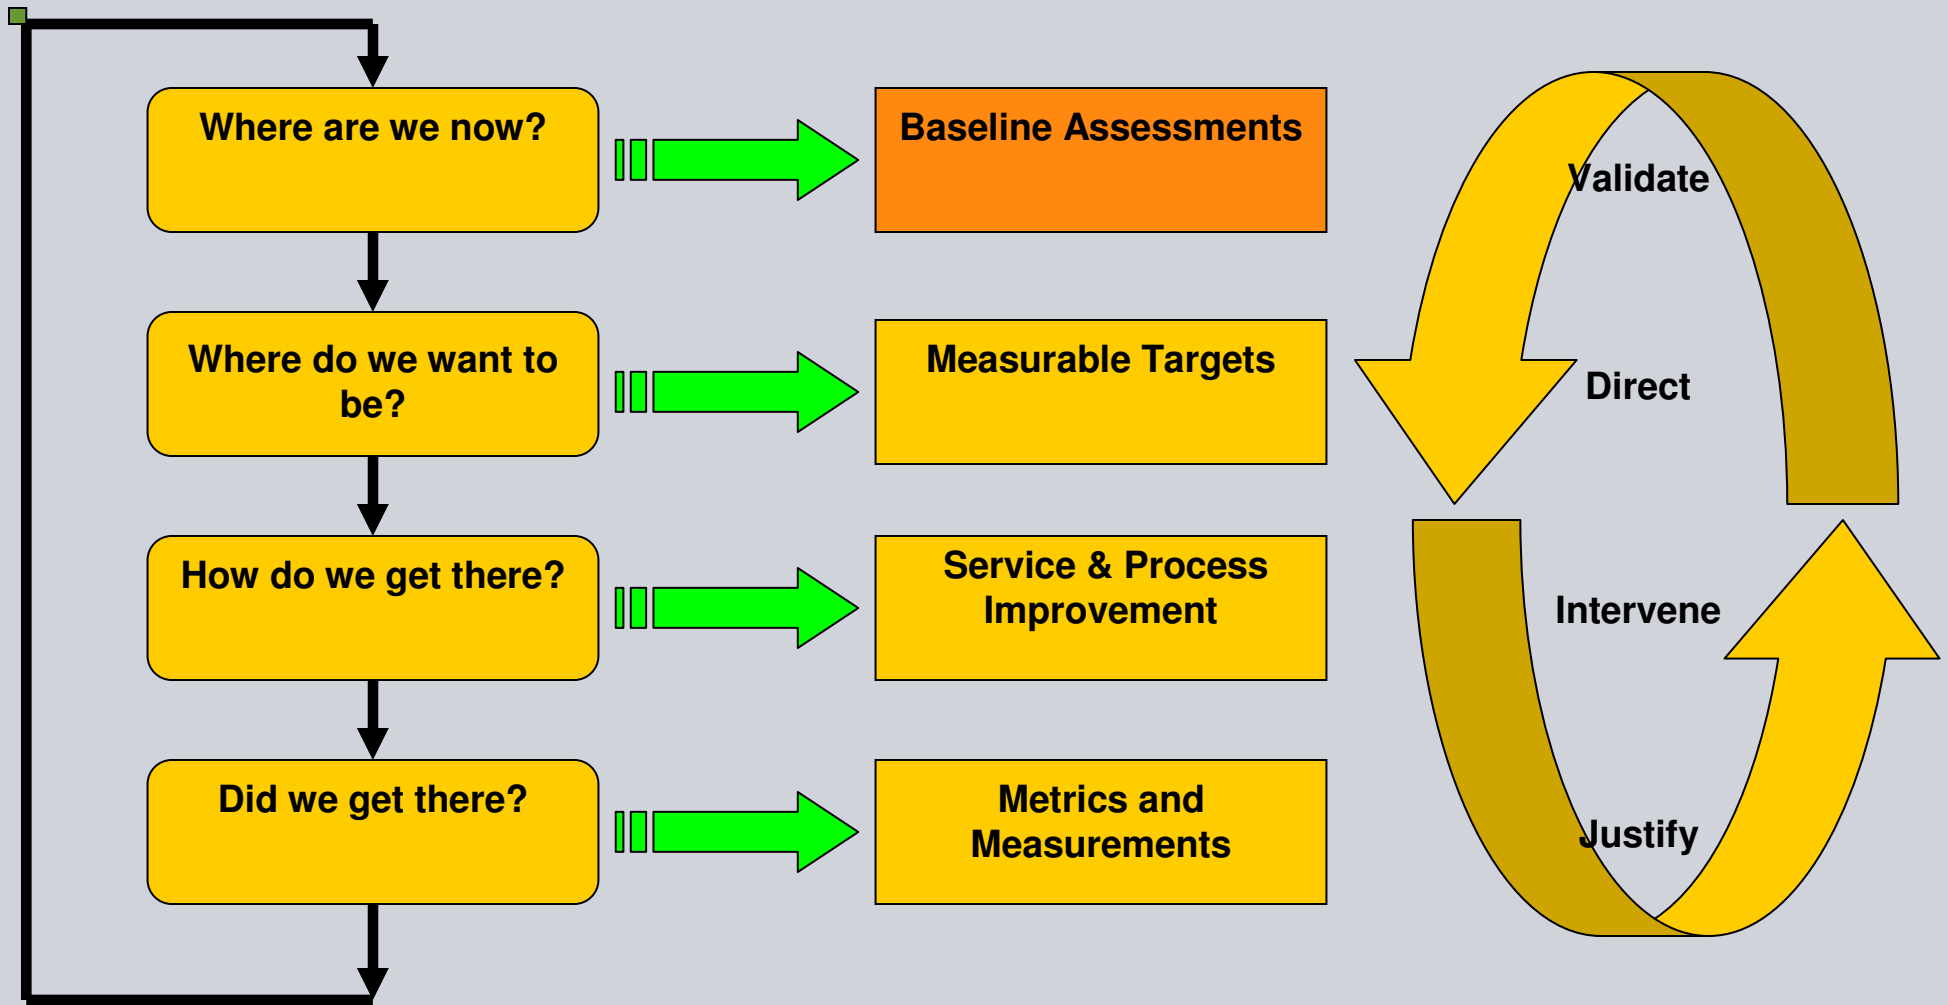 Where are we now?
Baseline Assessments
Validate
Where do we want to
be?
Measurable Targets
Direct
How do we get there?
Service & Process
Improvement
Intervene
Did we get there?
Metrics and
Measurements
Justify